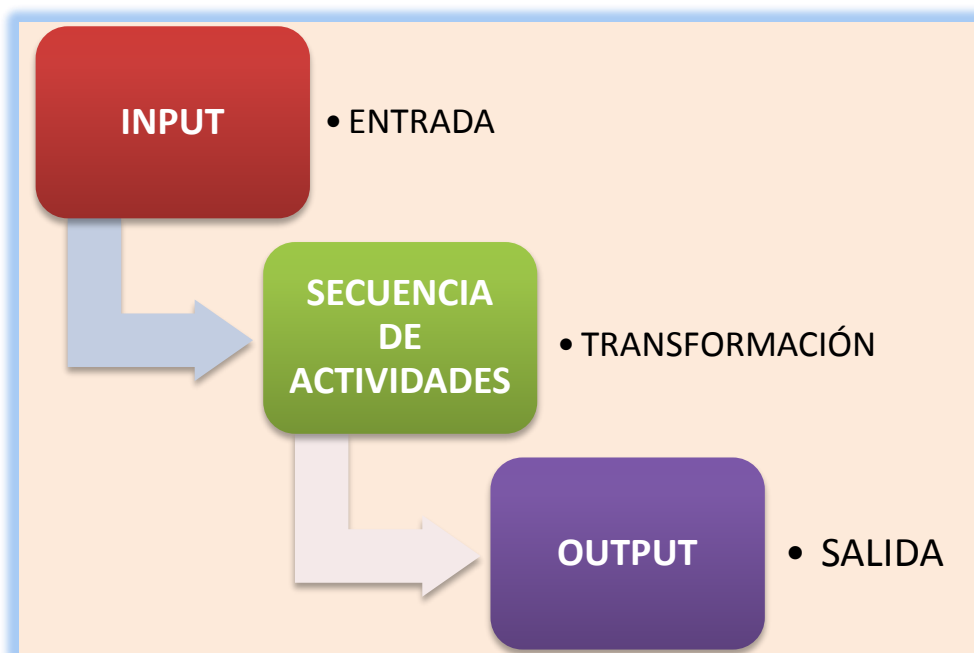 INPUT
• ENTRADA
SECUENCIA
DE
ACTIVIDADES
• TRANSFORMACIÓN
OUTPUT
• SALIDA